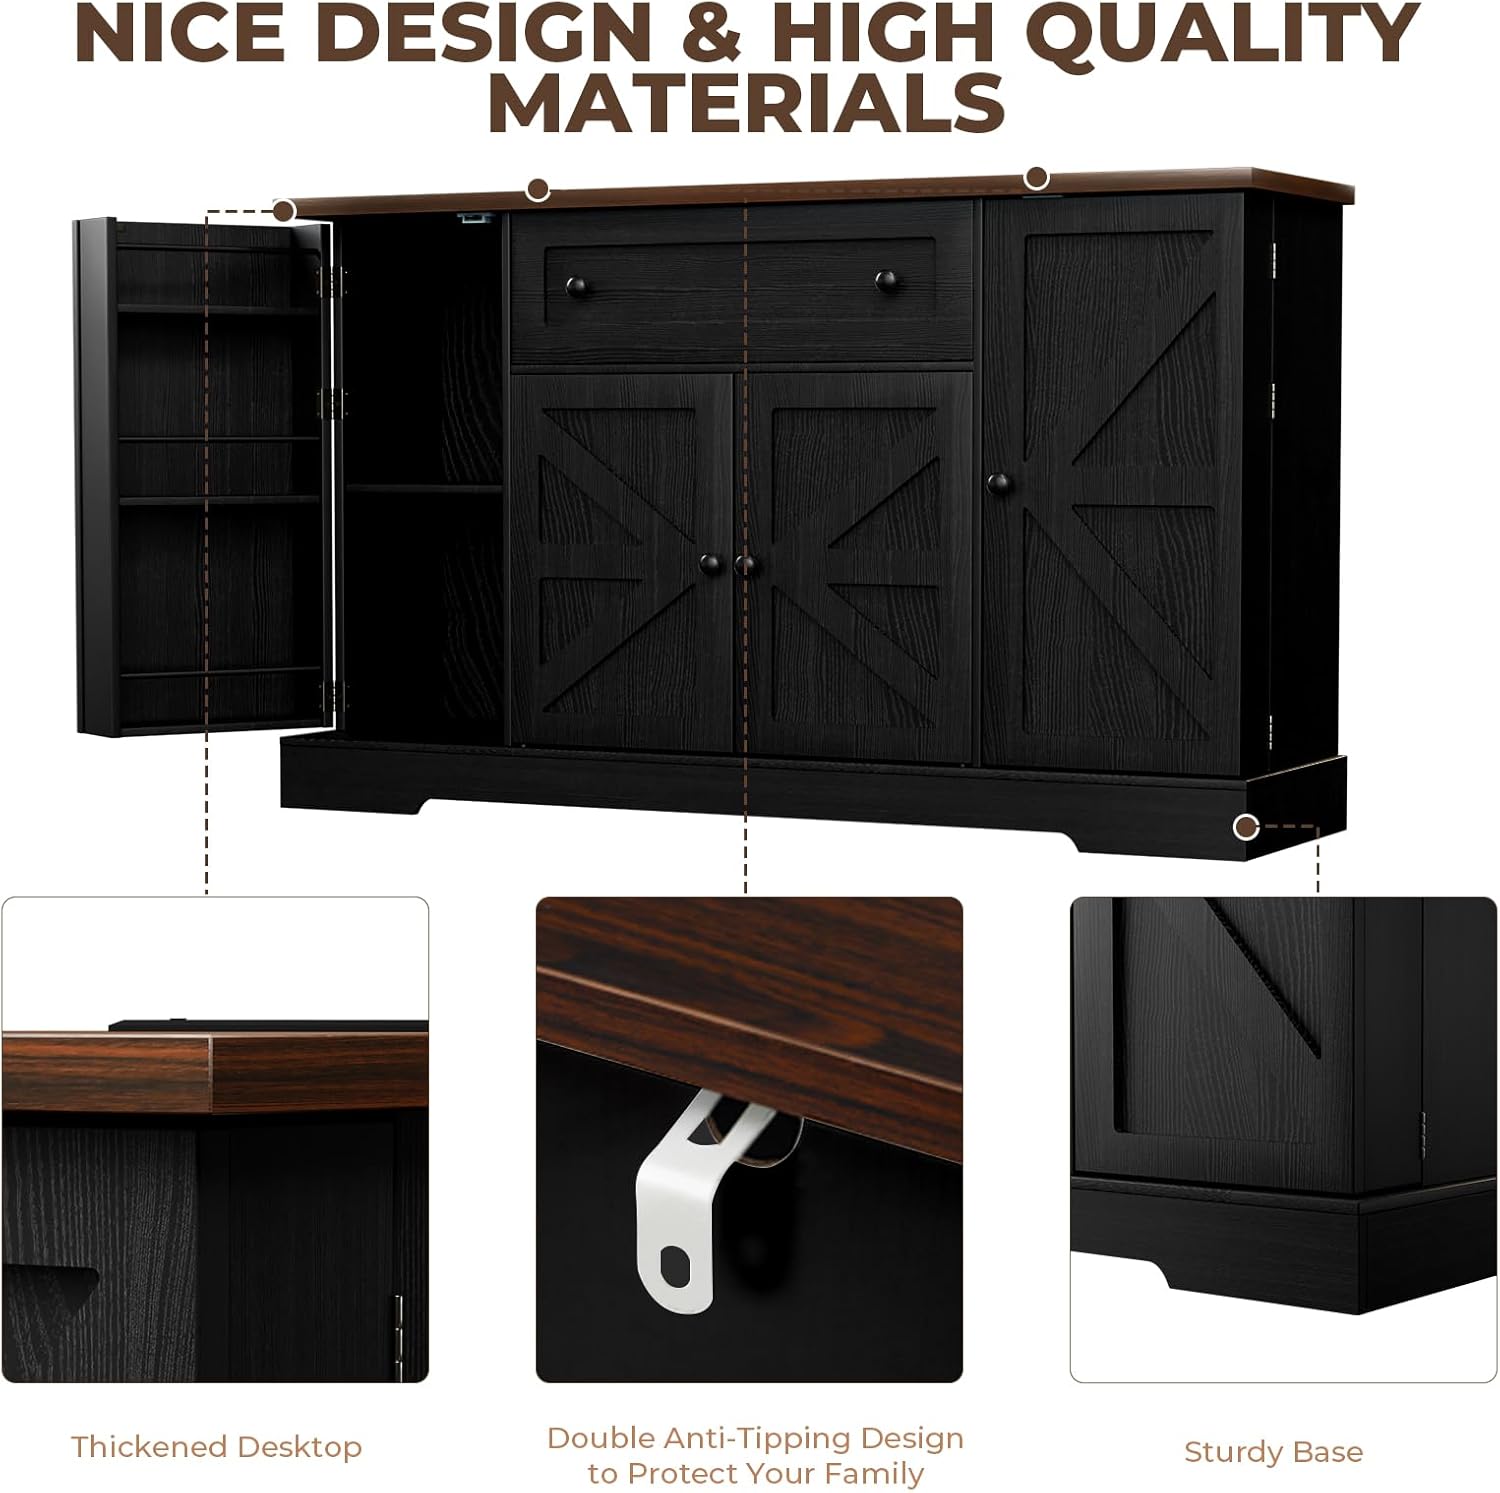 NICE DESIGN & HIGH QUALITY
MATERIALS
Thickened Desktop
Double Anti-Tipping Design
to Protect Your Family
Sturdy Base